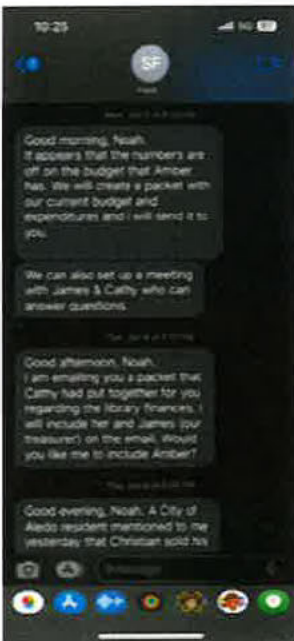 10:25
5G
SF
Good morning, Noah.
It appears that the numbers are
off on the budget that Amber
has. We will create a packet with
our current budget and
expenditures and i will send it to
you.
We can also set up a meeting
with James & Cathy who can
answer questions.
Good afternoon, Noah.
I am emailing you a packet that
Cathy had put together for you
regarding the library finances. I
will include her and James (our
treasurer) on the email. Would
you like me to include Amber?
Good evening, Noah. A City of
Aledo resident mentioned to me
yesterday that Christian sold his
iMessage